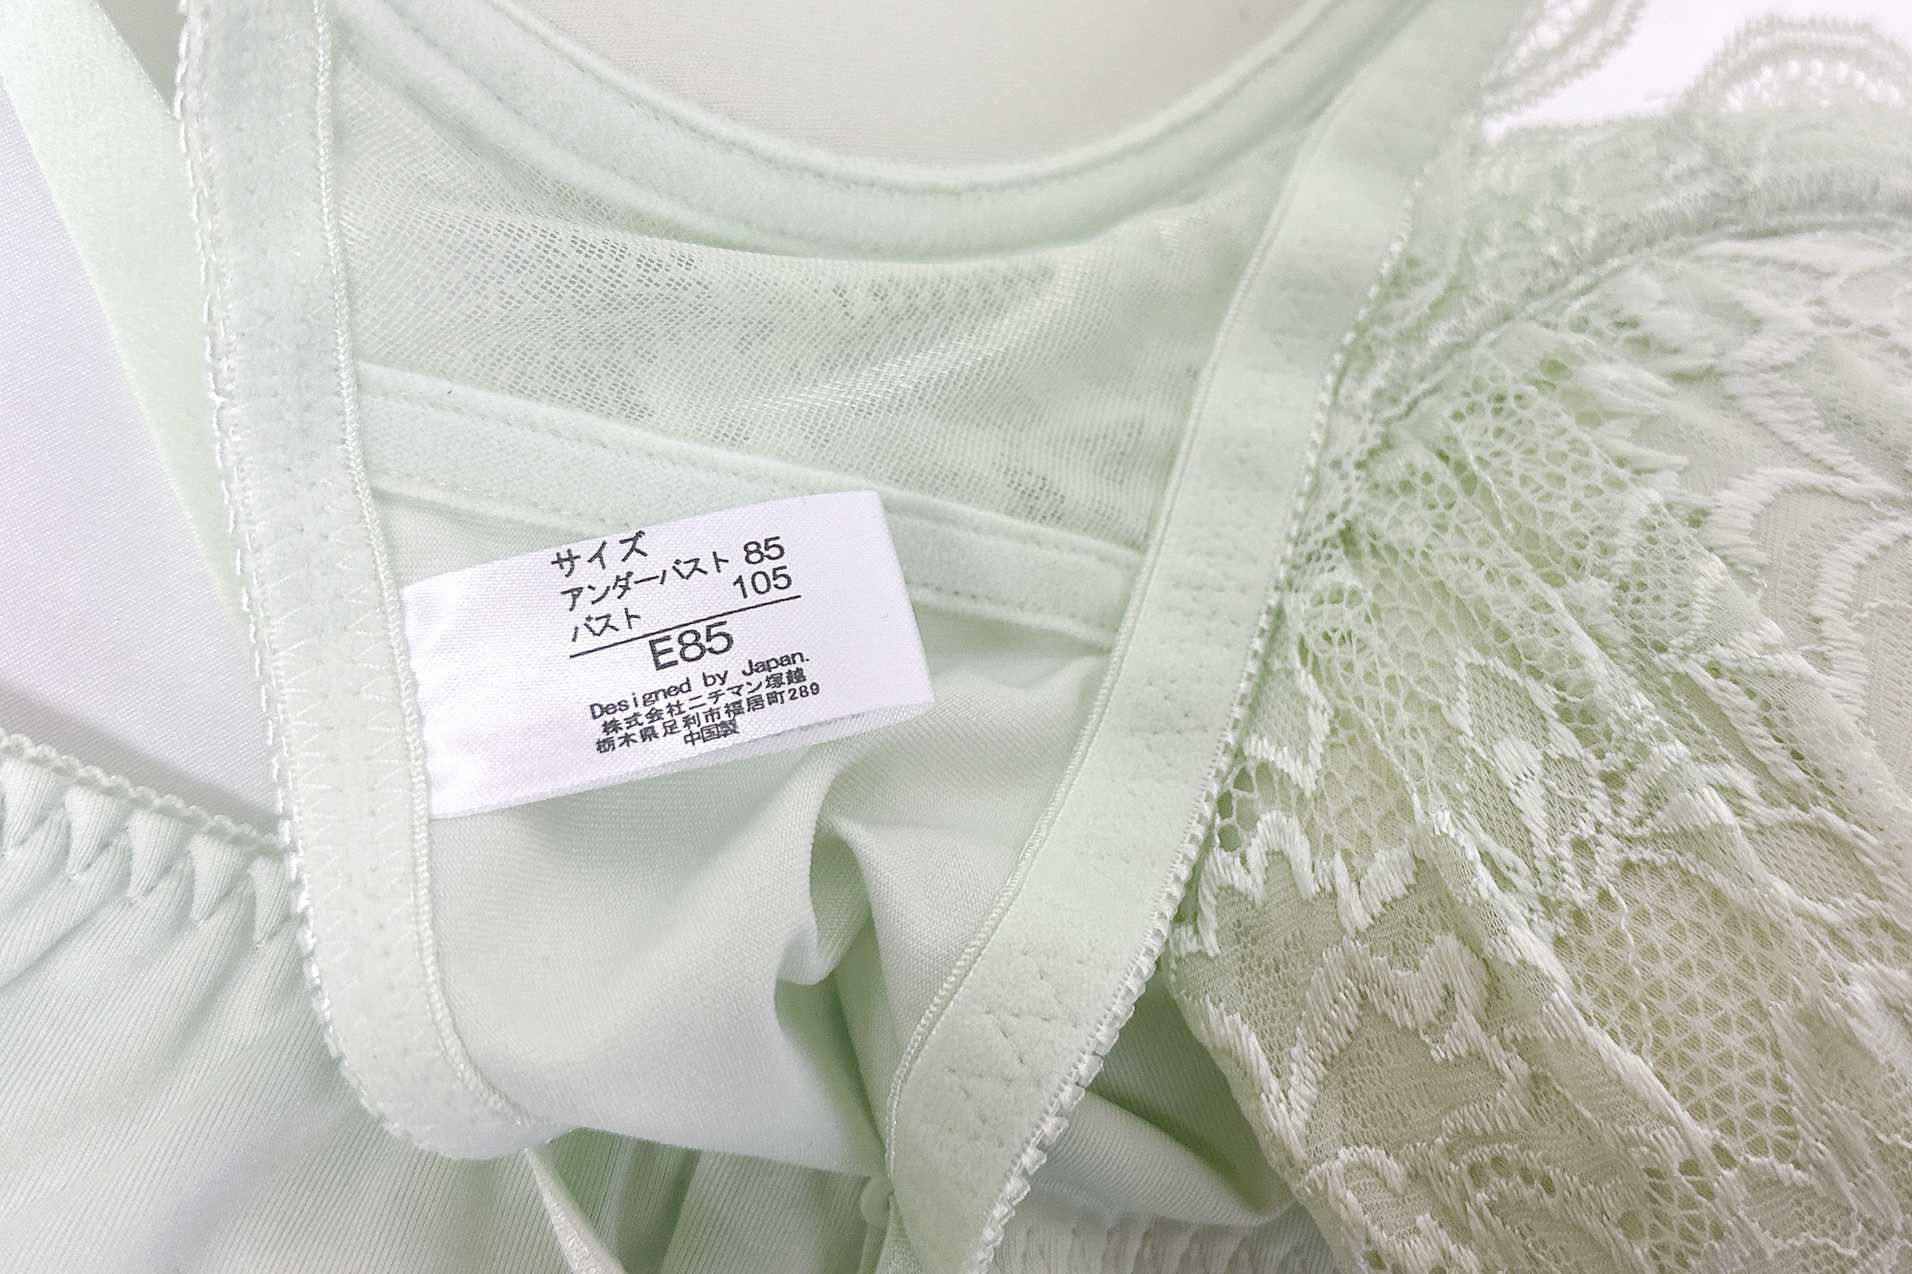 サイズ
アンダーバスト 85
バスト 105
E85
Designed by Japan.
株式会社ニチマン塚越
栃木県足利市福居町289
中国製